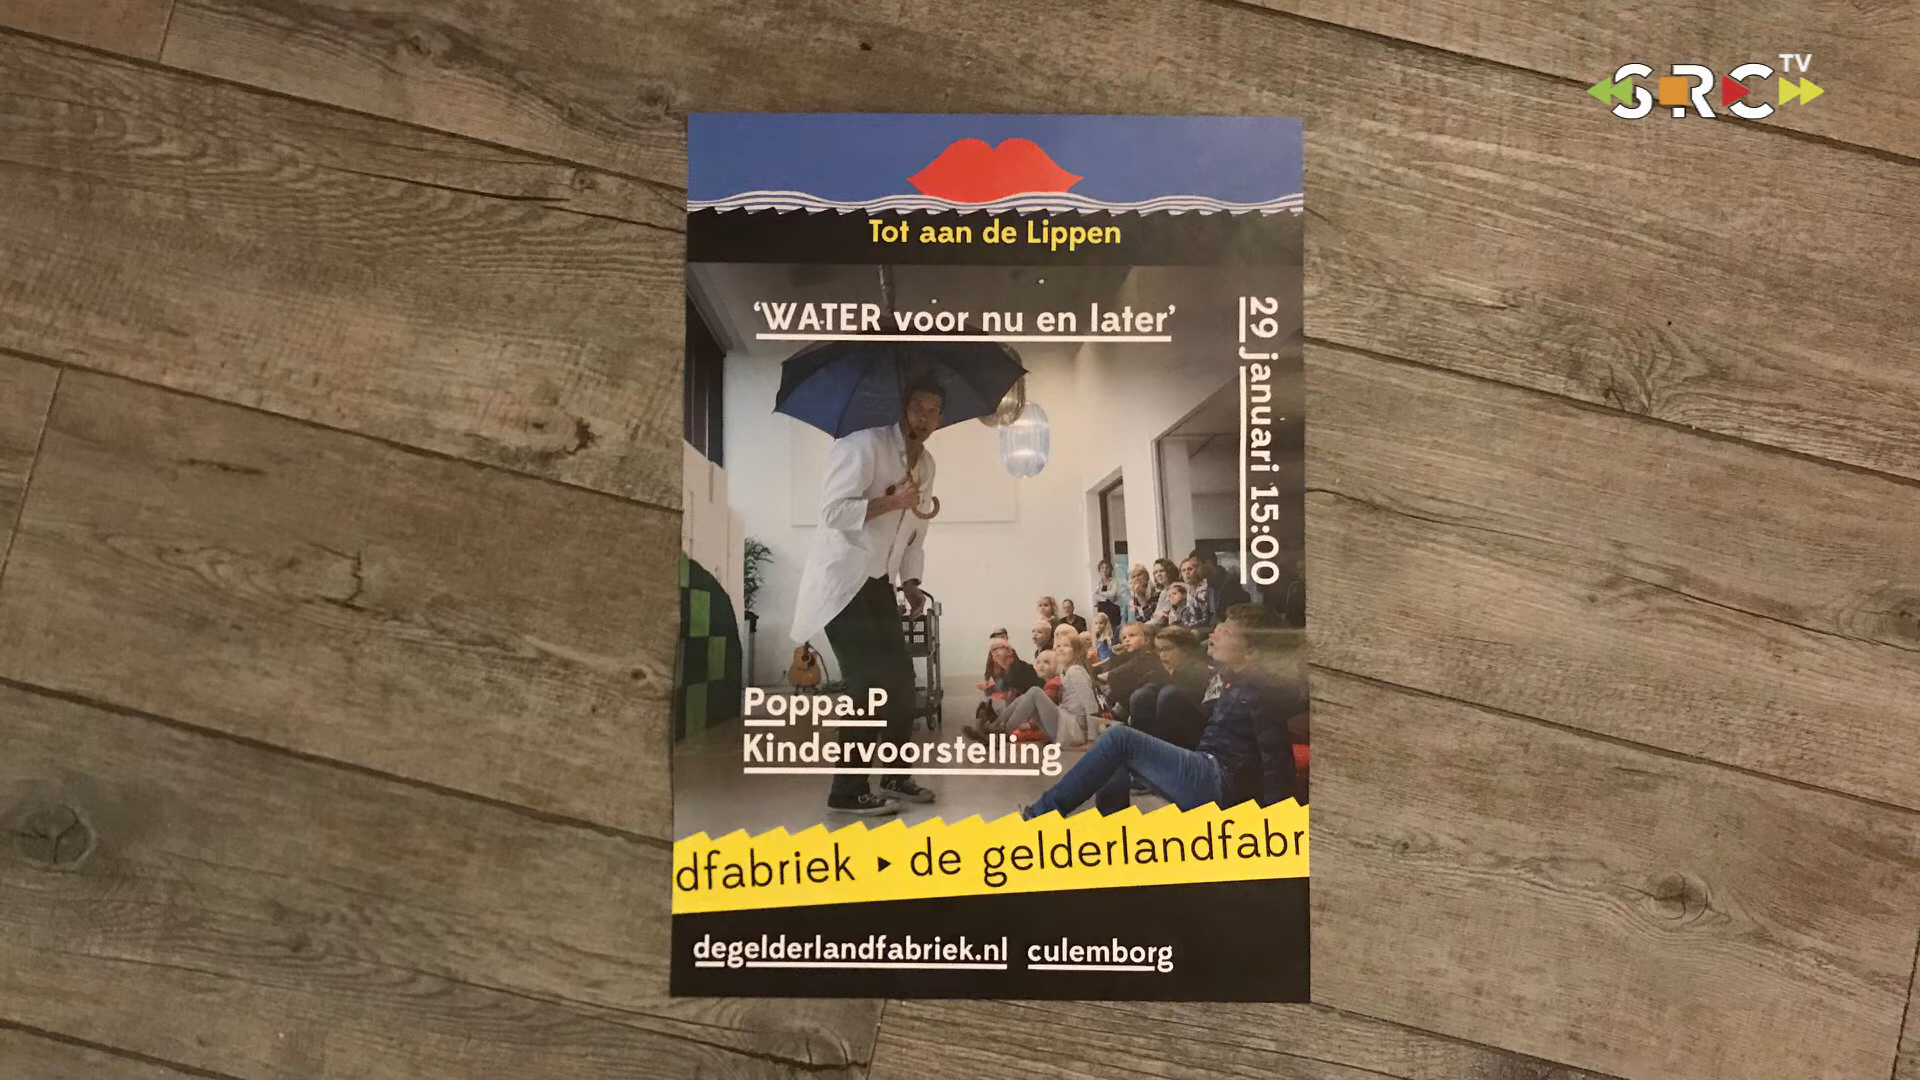 SRC TV
Tot aan de Lippen
‘WATER voor nu en later’
29 januari 15:00
Poppa.P
Kindervoorstelling
dfabriek ▸ de gelderlandfabr
degelderlandfabriek.nl culemborg